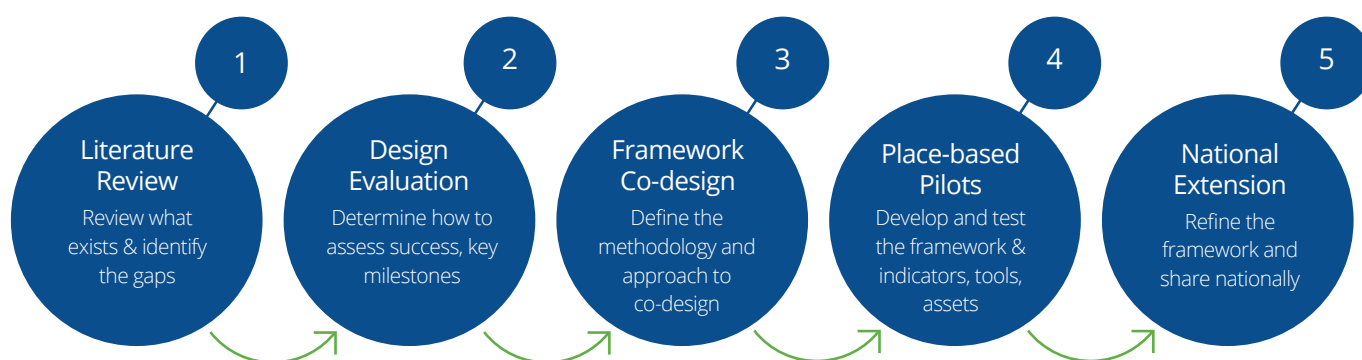 1
Literature
Review
Review what
exists & identify
the gaps
2
Design
Evaluation
Determine how to
assess success, key
milestones
3
Framework
Co-design
Define the
methodology and
approach to
co-design
4
Place-based
Pilots
Develop and test
the framework &
indicators, tools,
assets
5
National
Extension
Refine the
framework and
share nationally